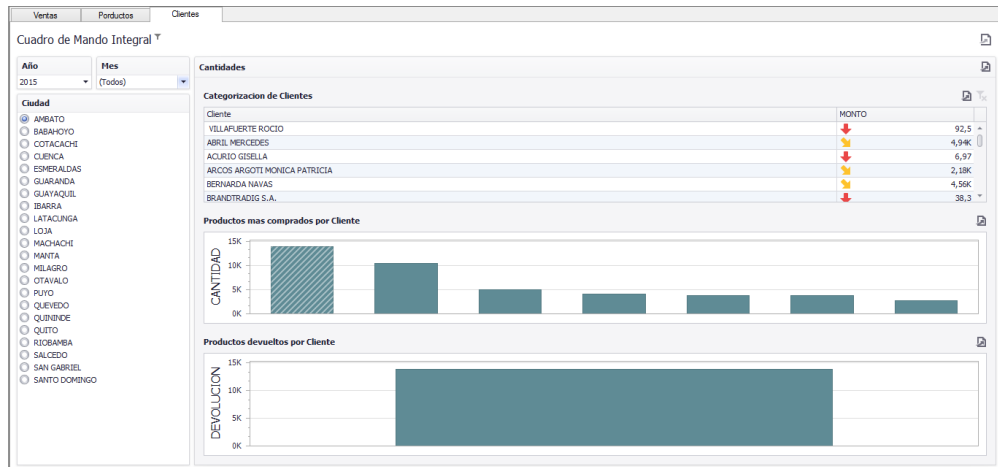 Ventas Porductos Clientes
Cuadro de Mando Integral
Año Mes
2015 (Todos)
Ciudad
AMBATO
BABAHOYO
COTACACHI
CUENCA
ESMERALDAS
GUARANDA
GUAYAQUIL
IBARRA
LATACUNGA
LOJA
MACHACHI
MANTA
MILAGRO
OTAVALO
PUYO
QUEVEDO
QUININDE
QUITO
RIOBAMBA
SALCEDO
SAN GABRIEL
SANTO DOMINGO
Cantidades
Categorizacion de Clientes
Cliente MONTO
VILLAFUERTE ROCIO 92,5
ABRIL MERCEDES 4,94K
ACURIO GISELLA 6,97
ARCOS ARGOTI MONICA PATRICIA 2,18K
BERNARDA NAVAS 4,56K
BRANDTRADIG S.A. 38,3
Productos mas comprados por Cliente
CANTIDAD
15K
10K
5K
0K
Productos devueltos por Cliente
DEVOLUCION
15K
10K
5K
0K